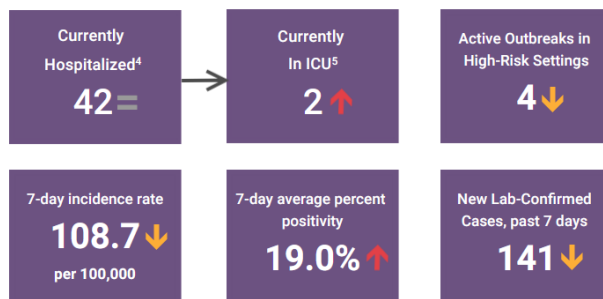 Currently
Hospitalized⁴
42 =
Currently
In ICU⁵
2
Active Outbreaks in
High-Risk Settings
4
7-day incidence rate
108.7
per 100,000
7-day average percent
positivity
19.0%
New Lab-Confirmed
Cases, past 7 days
141